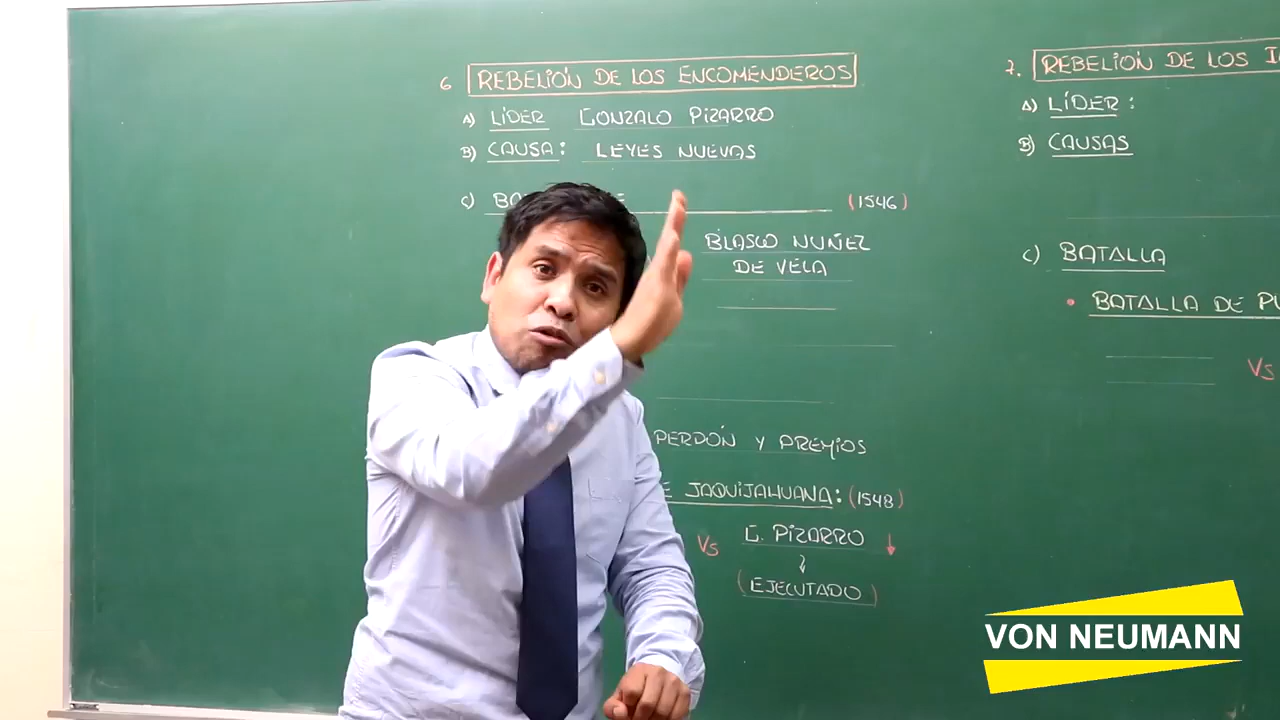 6 REBELIÓN DE LOS ENCOMENDEROS
A) LÍDER GONZALO PIZARRO
B) CAUSA: LEYES NUEVAS
C) (1546)
BLASCO NUÑEZ
DE VELA
PERDÓN Y PREMIOS
JAQUIJAHUANA: (1548)
VS G. PIZARRO
(EJECUTADO)
7. REBELIÓN DE LOS
A) LÍDER:
B) CAUSAS
C) BATALLA
• BATALLA DE
VS
VON NEUMANN